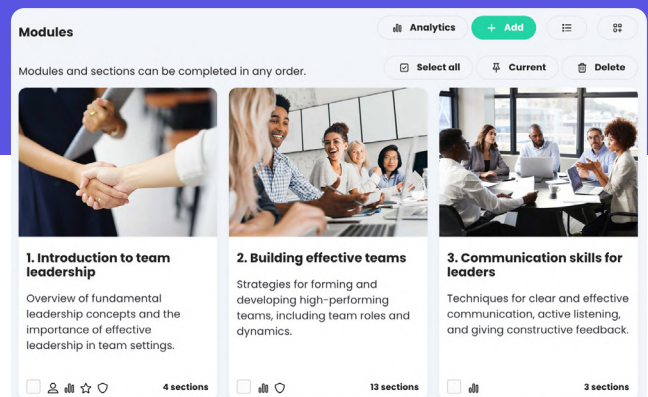 Modules
Analytics
Add
Select all
Current
Delete
Modules and sections can be completed in any order.
1. Introduction to team
leadership
Overview of fundamental
leadership concepts and the
importance of effective
leadership in team settings.
4 sections
2. Building effective teams
Strategies for forming and
developing high-performing
teams, including team roles and
dynamics.
13 sections
3. Communication skills for
leaders
Techniques for clear and effective
communication, active listening,
and giving constructive feedback.
3 sections